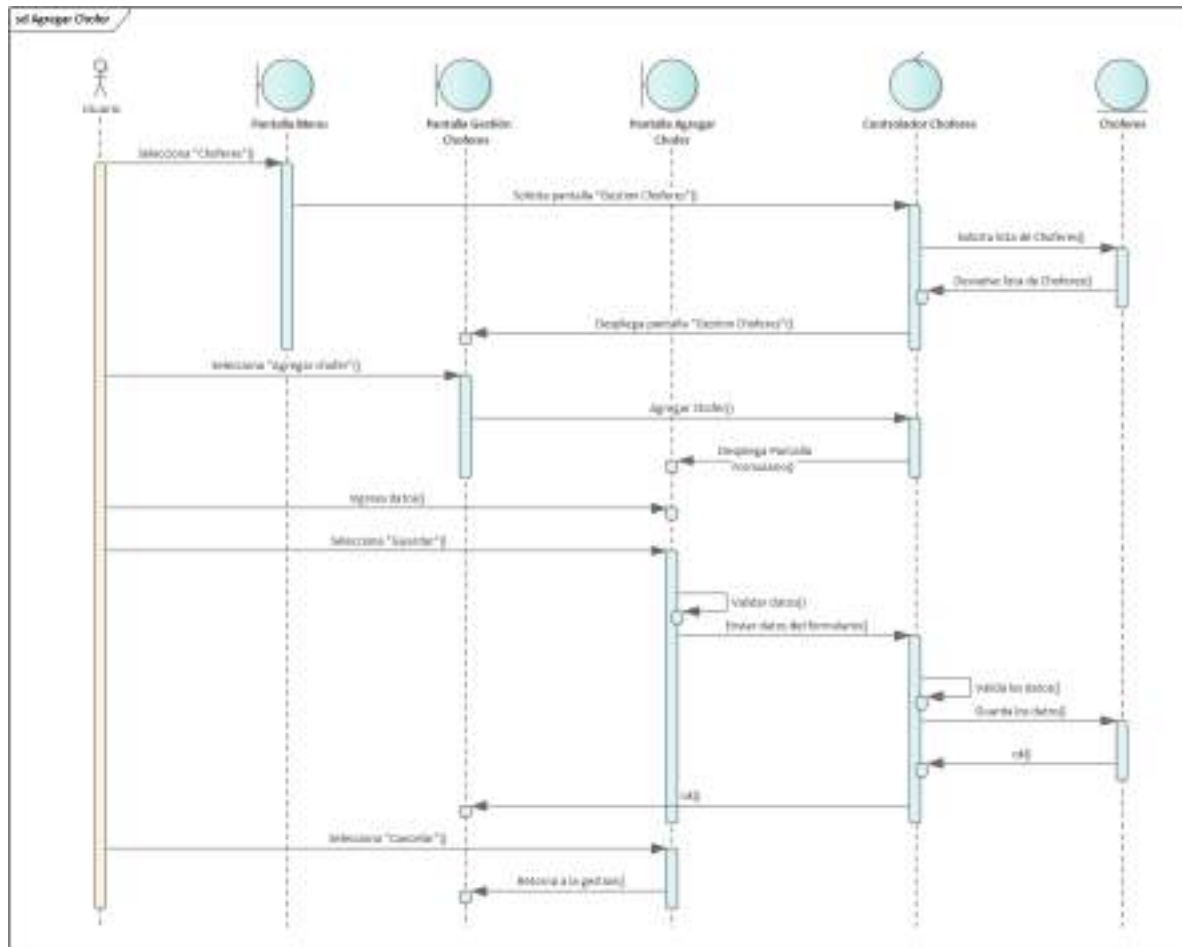 sd Agregar Chofer
Usuario
Pantalla Menu
Pantalla Gestión
Choferes
Pantalla Agregar
Chofer
Controlador Choferes
Choferes
Selecciona "Choferes"()
Solicita pantalla "Gestion Choferes"()
Solicita lista de Choferes()
Devuelve lista de Choferes()
Despliega pantalla "Gestion Choferes"()
Selecciona "Agregar chofer"()
Agregar Chofer()
Despliega Pantalla
Formulario()
Ingresa datos()
Selecciona "Guardar"()
Validar datos()
Enviar datos del formulario()
Valida los datos()
Guarda los datos()
ok()
ok()
Selecciona "Cancelar"()
Retorna a la gestion()